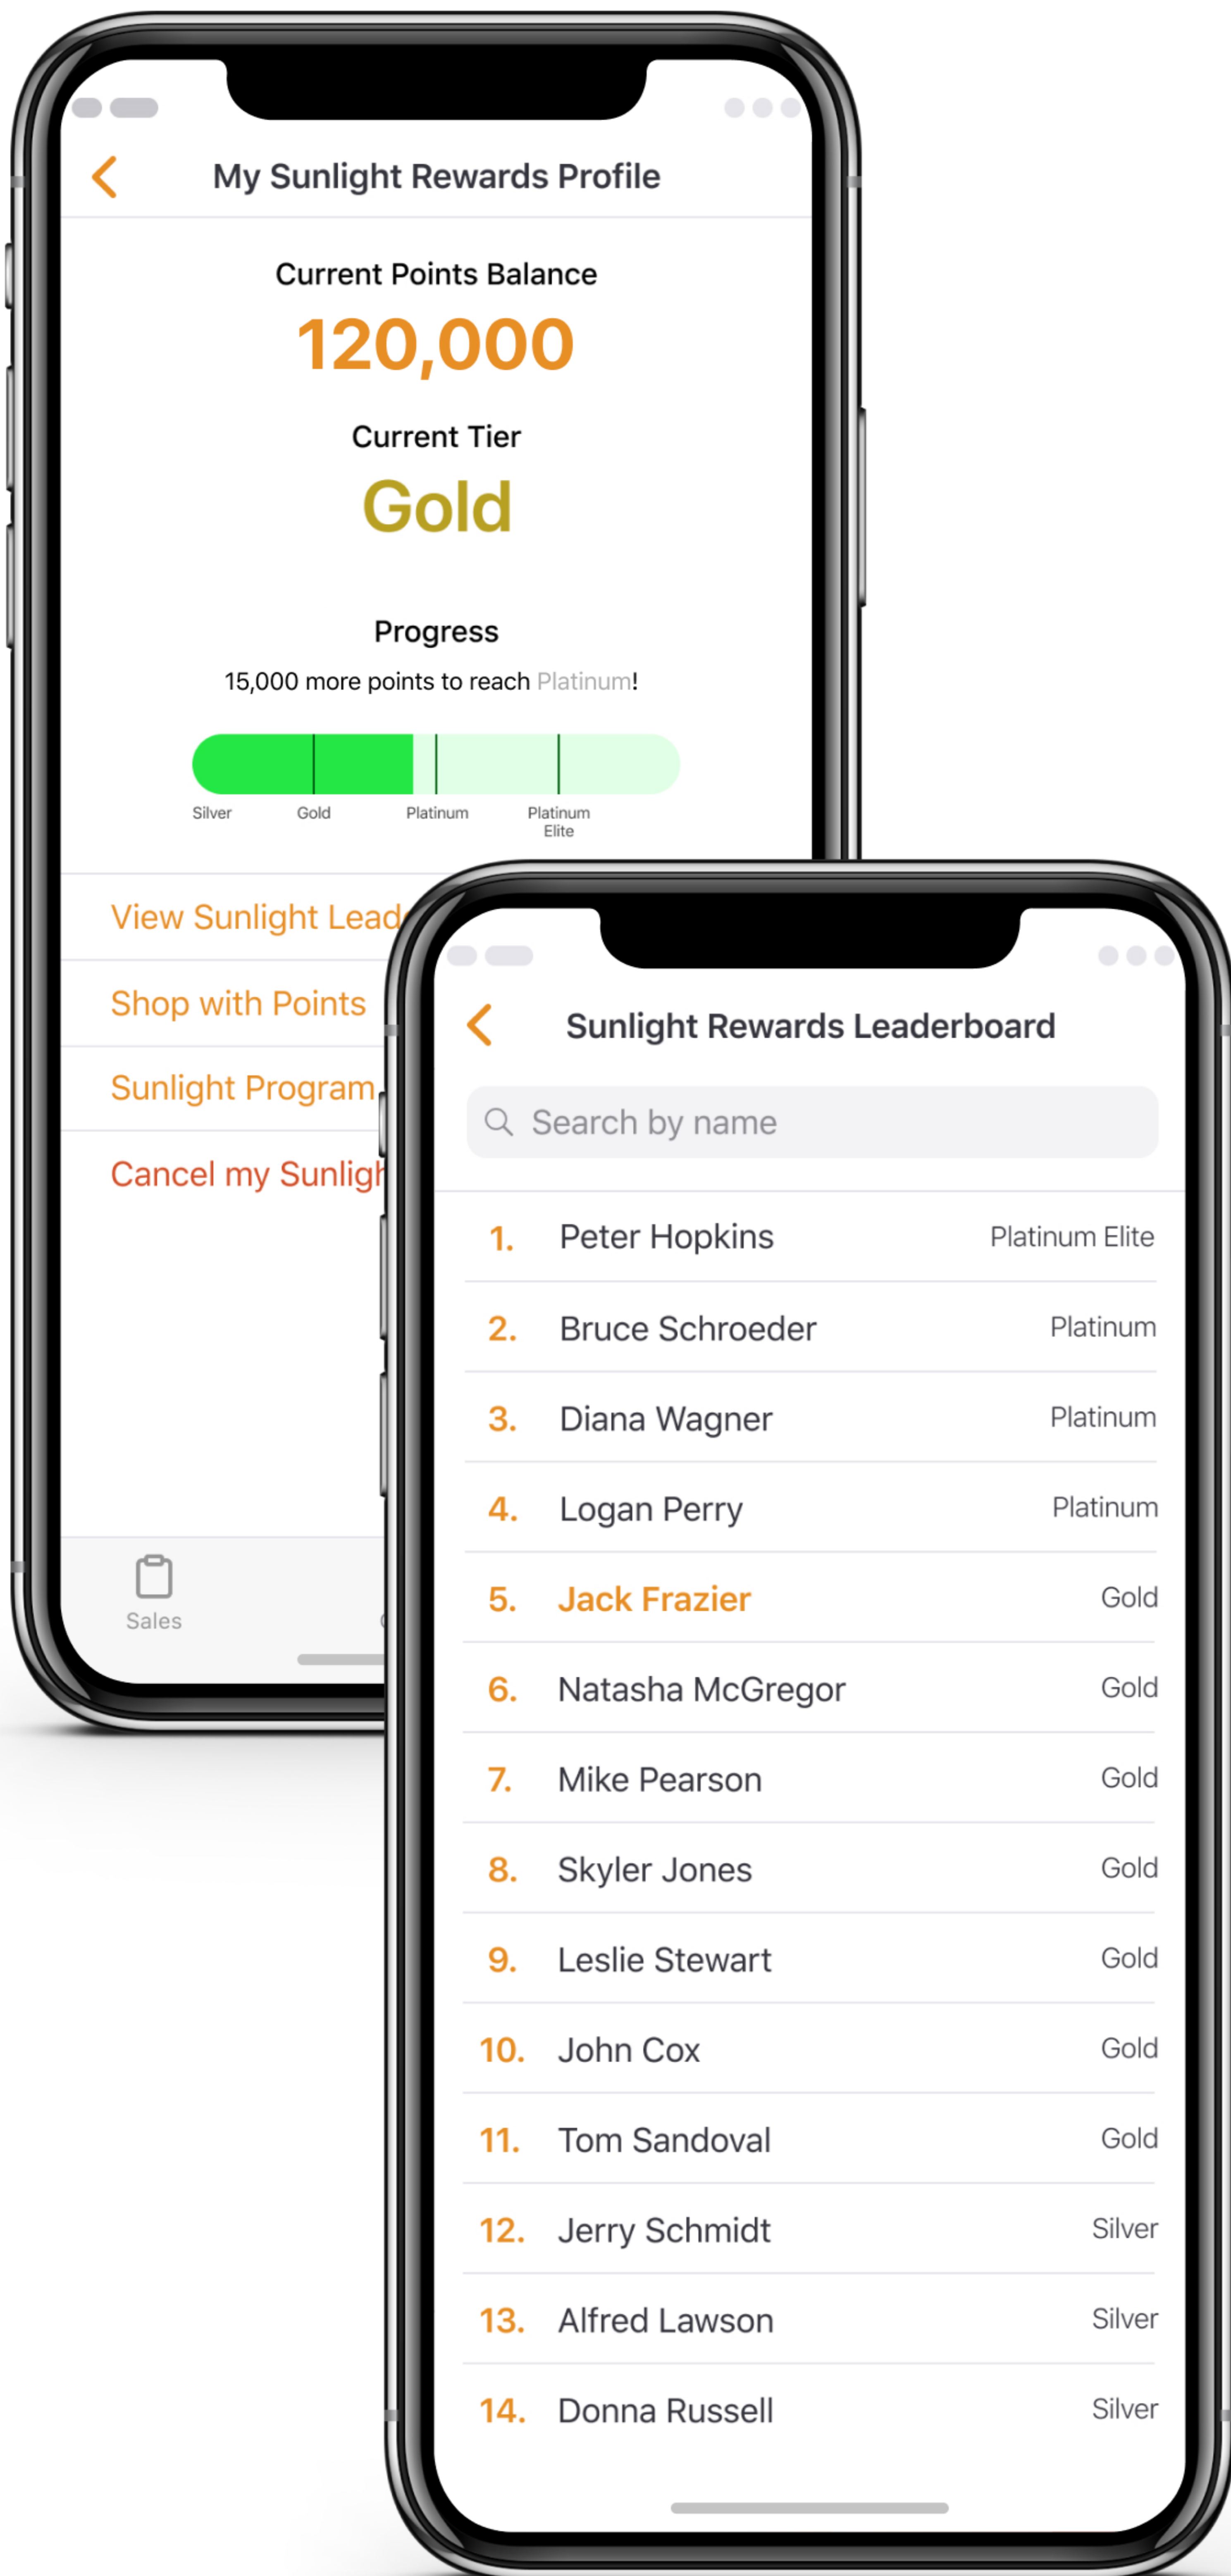 My Sunlight Rewards Profile
Current Points Balance
120,000
Current Tier
Gold
Progress
15,000 more points to reach Platinum!
Silver
Gold
Platinum
Platinum
Elite
View Sunlight
Shop with Points
Sunlight Program
Cancel my
Sales
Sunlight Rewards Leaderboard
Search by name
1. Peter Hopkins Platinum Elite
2. Bruce Schroeder Platinum
3. Diana Wagner Platinum
4. Logan Perry Platinum
5. Jack Frazier Gold
6. Natasha McGregor Gold
7. Mike Pearson Gold
8. Skyler Jones Gold
9. Leslie Stewart Gold
10. John Cox Gold
11. Tom Sandoval Gold
12. Jerry Schmidt Silver
13. Alfred Lawson Silver
14. Donna Russell Silver